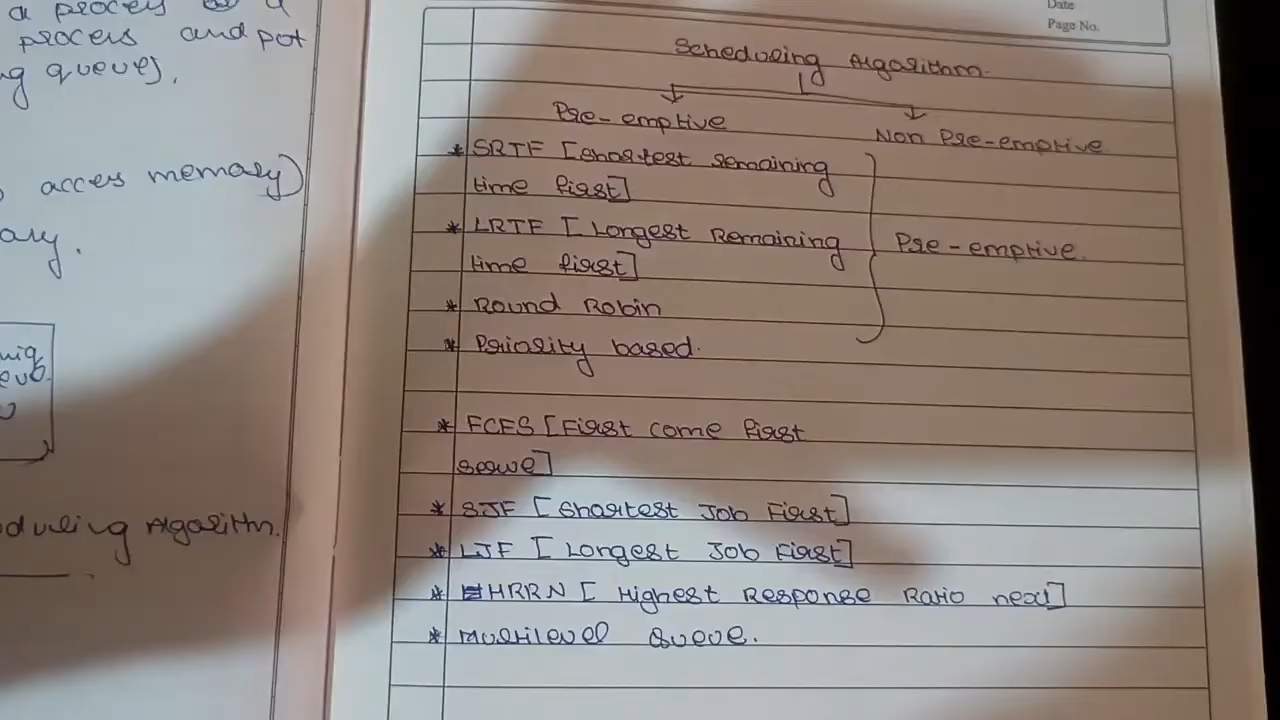 a process
process and put
queues.
access memory)
duling Algorithm.
Date
Page No.
Scheduling Algorithm.
Pre-emptive
Non Pre-emptive
* SRTF [Shortest Remaining
time first]
* LRTF [Longest Remaining
time first]
Pre-emptive.
* Round Robin
* Priority based.
* FCFS [First come first
serve]
* SJF [Shortest Job First]
* LJF [Longest Job First]
* HRRN [Highest Response Ratio next]
* Multilevel Queue.